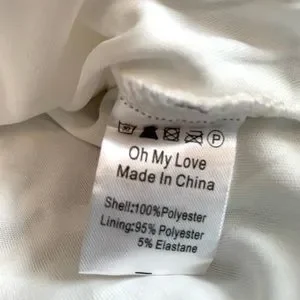 Oh My Love
Made In China
Shell:100%Polyester
Lining:95% Polyester
5% Elastane